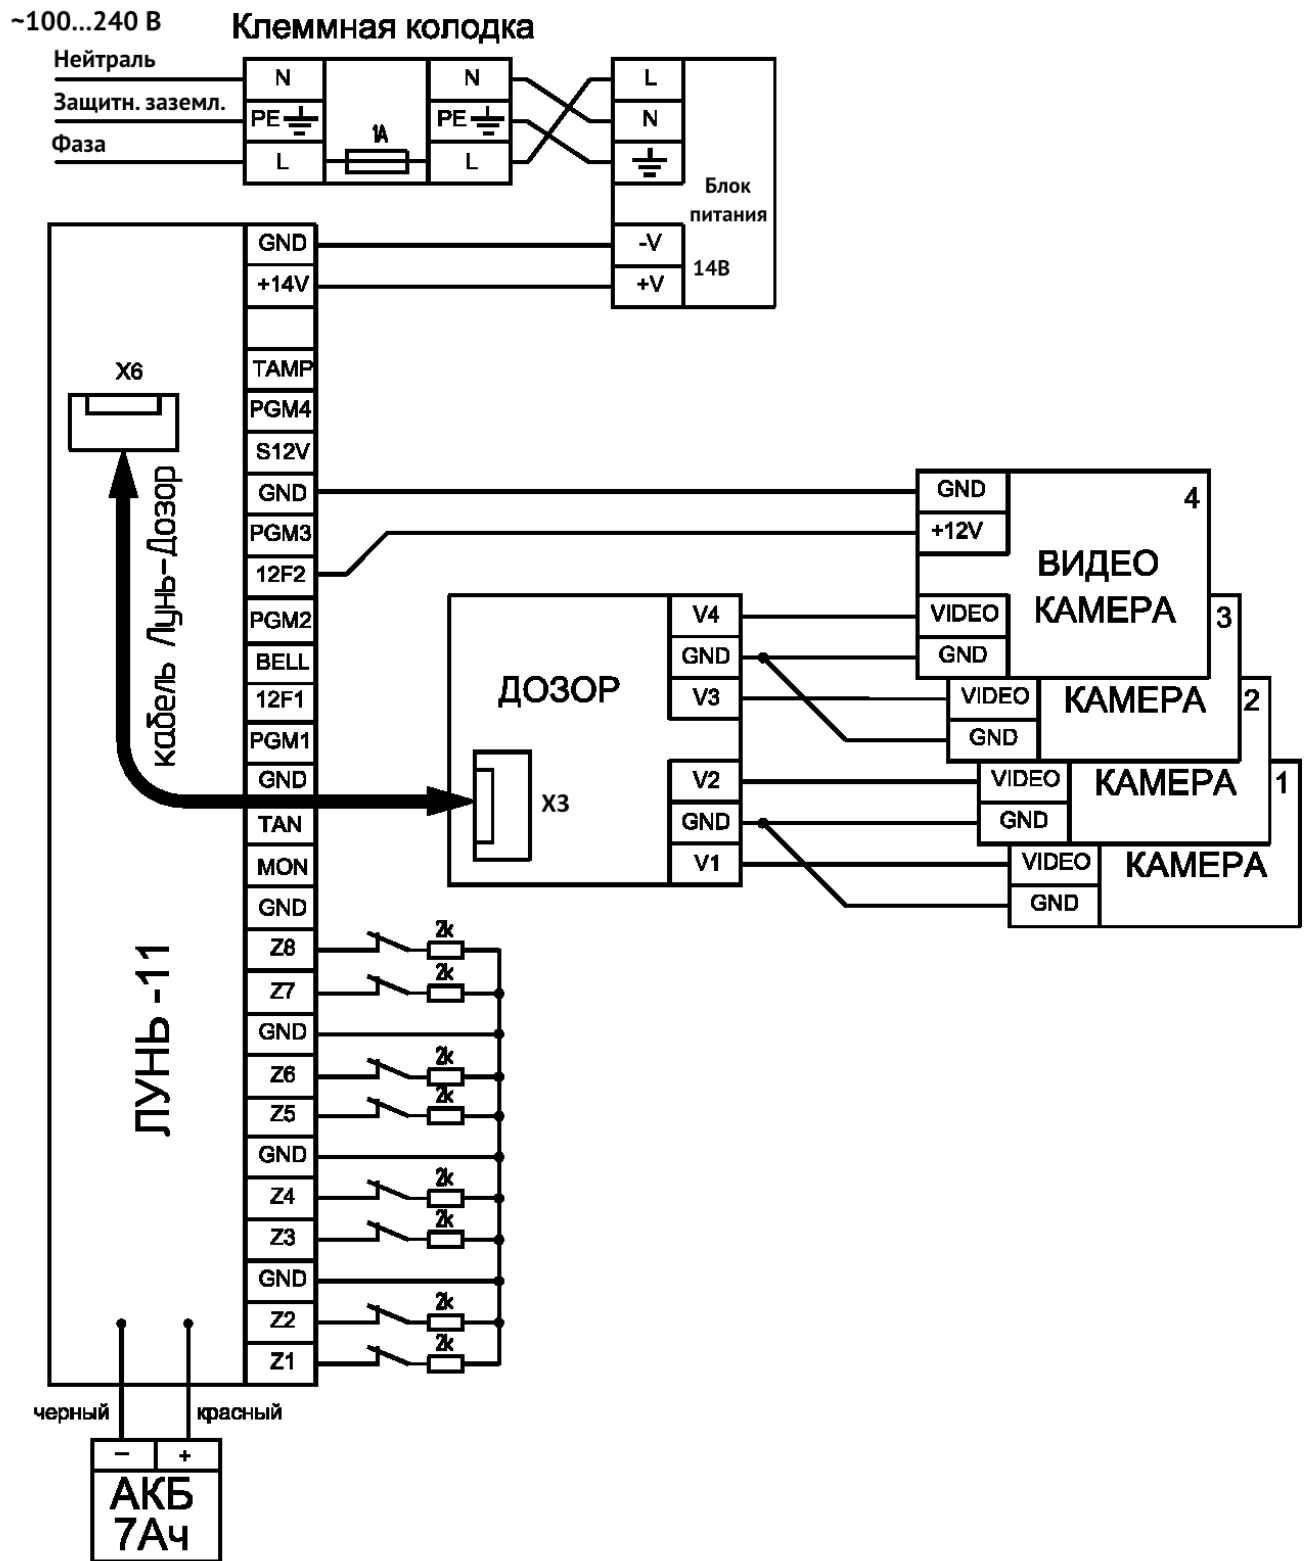 ~100...240 В
Клеммная колодка
Нейтраль
Защитн. заземл.
Фаза
N
PE
L
1А
N
PE
L
L
N
Блок
питания
14В
-V
+V
GND
+14V
TAMP
PGM4
S12V
GND
PGM3
12F2
PGM2
BELL
12F1
PGM1
GND
TAN
MON
GND
Z8
Z7
GND
Z6
Z5
GND
Z4
Z3
GND
Z2
Z1
X6
кабель Лунь-Дозор
ЛУНЬ-11
ДОЗОР
X3
V4
GND
V3
V2
GND
V1
GND
+12V
VIDEO
GND
4
ВИДЕО
КАМЕРА
3
VIDEO
GND
КАМЕРА
2
VIDEO
GND
КАМЕРА
1
VIDEO
GND
КАМЕРА
2k
2k
2k
2k
2k
2k
2k
2k
черный
красный
–
+
АКБ
7Ач